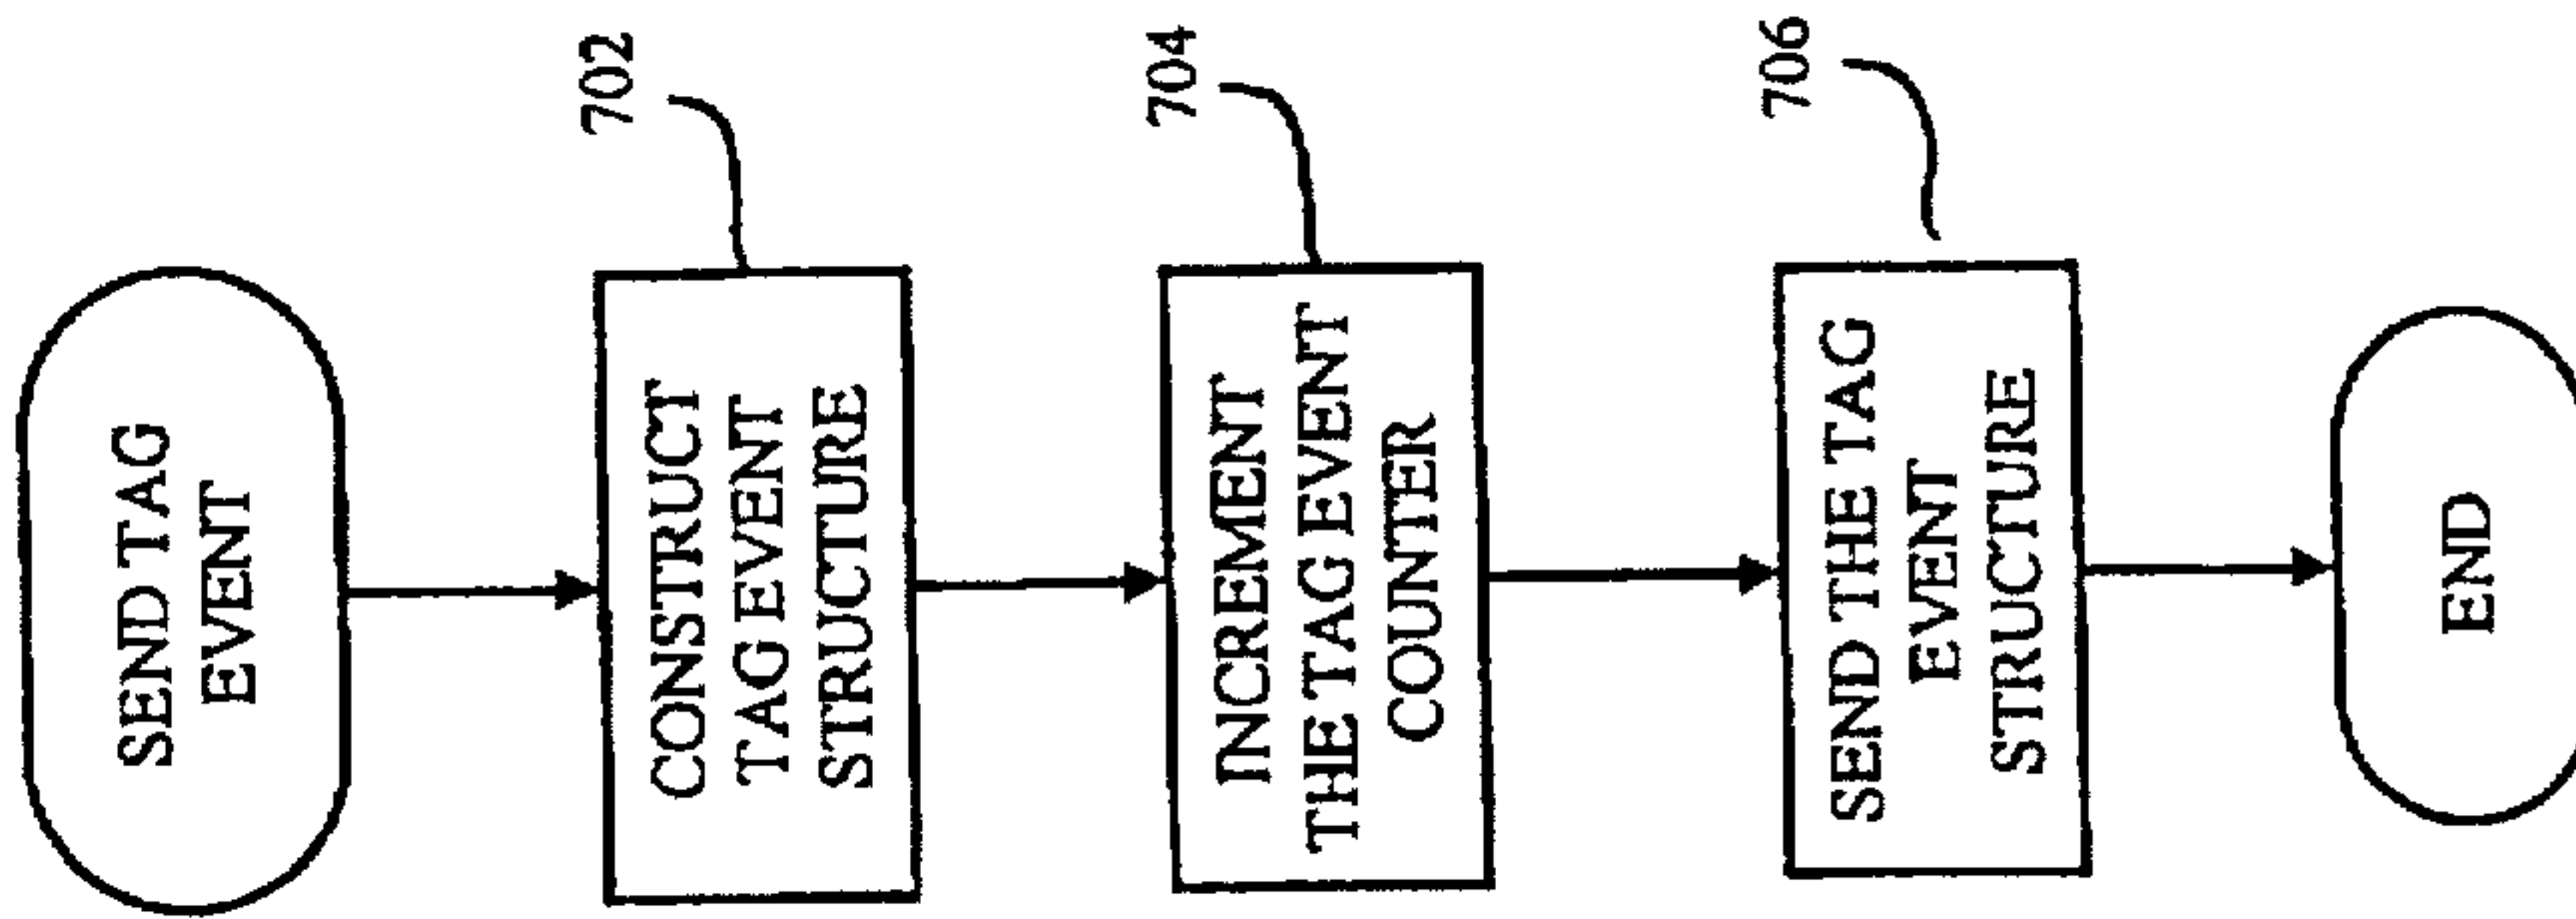 SEND TAG
EVENT
702
CONSTRUCT
TAG EVENT
STRUCTURE
704
INCREMENT
THE TAG EVENT
COUNTER
706
SEND THE TAG
EVENT
STRUCTURE
END